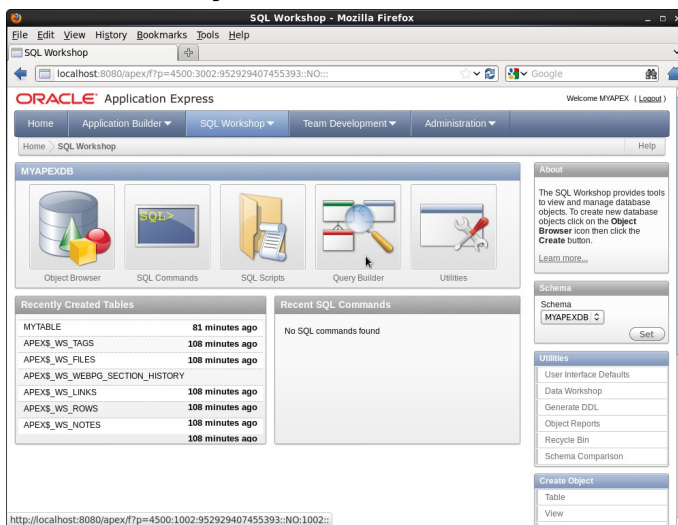 SQL Workshop - Mozilla Firefox
File Edit View History Bookmarks Tools Help
SQL Workshop
localhost:8080/apex/f?p=4500:3002:952929407455393::NO:::
Google
ORACLE Application Express
Welcome MYAPEX ( Logout )
Home Application Builder SQL Workshop Team Development Administration
Home SQL Workshop Help
MYAPEXDB
SQL>
Object Browser SQL Commands SQL Scripts Query Builder Utilities
Recently Created Tables
MYTABLE 81 minutes ago
APEX$_WS_TAGS 108 minutes ago
APEX$_WS_FILES 108 minutes ago
APEX$_WS_WEBPG_SECTION_HISTORY
APEX$_WS_LINKS 108 minutes ago
APEX$_WS_ROWS 108 minutes ago
APEX$_WS_NOTES 108 minutes ago
108 minutes ago
Recent SQL Commands
No SQL commands found
About
The SQL Workshop provides tools
to view and manage database
objects. To create new database
objects click on the Object
Browser icon then click the
Create button.
Learn more...
Schema
Schema
MYAPEXDB
Set
Utilities
User Interface Defaults
Data Workshop
Generate DDL
Object Reports
Recycle Bin
Schema Comparison
Create Object
Table
View
http://localhost:8080/apex/f?p=4500:1002:952929407455393::NO:1002::